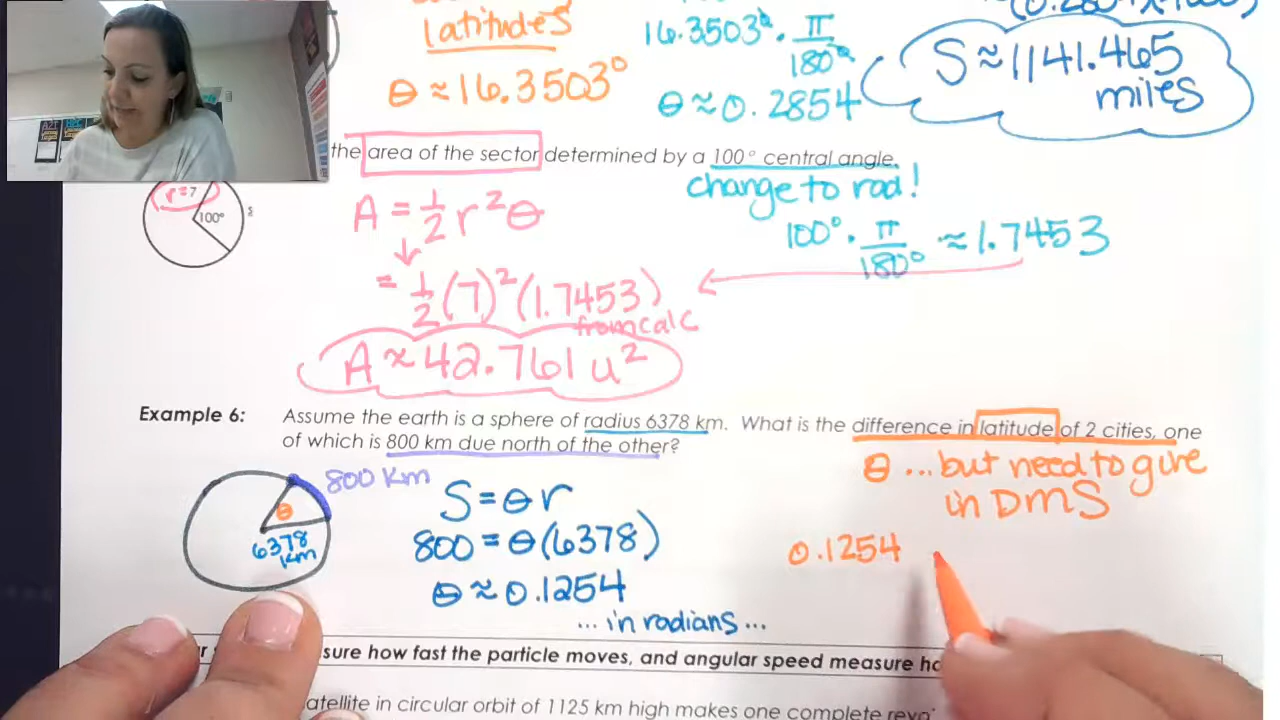 latitudes
θ ≈ 16.3503°
16.3503° · π/180°
θ ≈ 0.2854
S ≈ 1141.465
miles
the area of the sector determined by a 100° central angle.
change to rad!
r=7
100°
s
A = 1/2 r²θ
100° · π/180° ≈ 1.7453
= 1/2 (7)² (1.7453)
from calc
A ≈ 42.761 u²
Example 6: Assume the earth is a sphere of radius 6378 km. What is the difference in latitude of 2 cities, one
of which is 800 km due north of the other?
θ ...but need to give
in DMS
800 Km
θ
6378
Km
S = θr
800 = θ(6378)
θ ≈ 0.1254
...in radians...
0.1254
sure how fast the particle moves, and angular speed measure
atellite in circular orbit of 1125 km high makes one complete revo